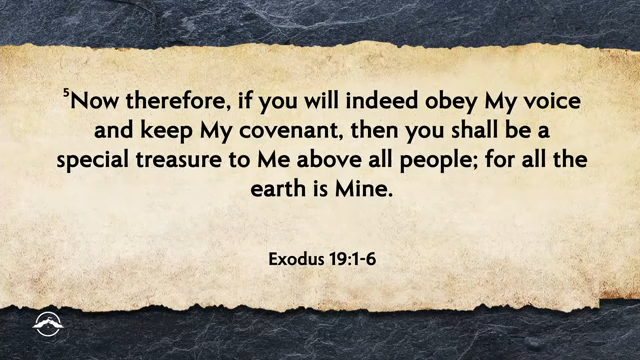 ⁵Now therefore, if you will indeed obey My voice
and keep My covenant, then you shall be a
special treasure to Me above all people; for all the
earth is Mine.
Exodus 19:1-6